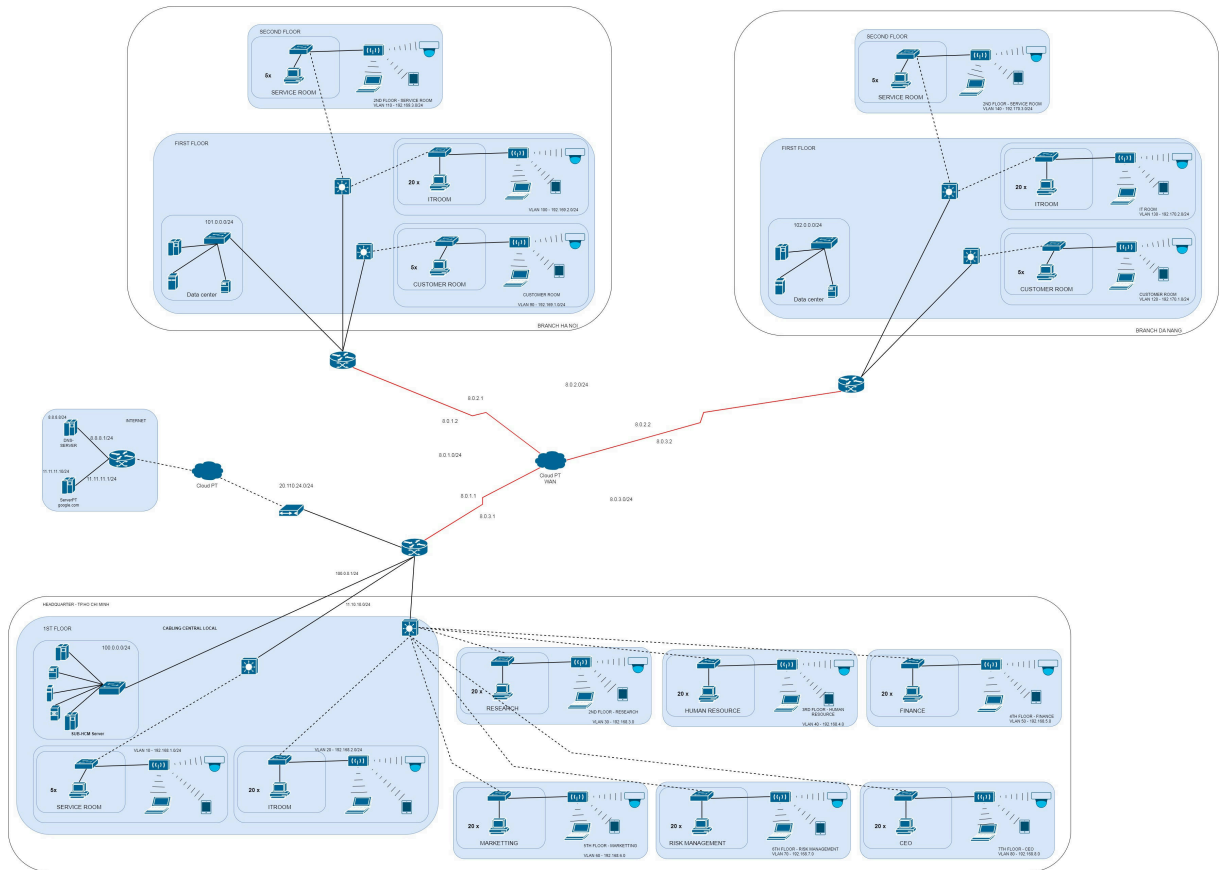 SECOND FLOOR
5x
SERVICE ROOM
2ND FLOOR - SERVICE ROOM
VLAN 110 - 192.169.3.0/24
FIRST FLOOR
20 x
ITROOM
VLAN 100 - 192.169.2.0/24
101.0.0.0/24
Data center
5x
CUSTOMER ROOM
CUSTOMER ROOM
VLAN 90 - 192.169.1.0/24
BRANCH HA NOI
SECOND FLOOR
5x
SERVICE ROOM
2ND FLOOR - SERVICE ROOM
VLAN 140 - 192.170.3.0/24
FIRST FLOOR
20 x
ITROOM
IT ROOM
VLAN 130 - 192.170.2.0/24
102.0.0.0/24
Data center
5x
CUSTOMER ROOM
CUSTOMER ROOM
VLAN 120 - 192.170.1.0/24
BRANCH DA NANG
8.0.2.0/24
8.0.2.1
8.0.1.2
8.0.2.2
8.0.3.2
8.0.1.0/24
Cloud PT
WAN
8.0.1.1
8.0.3.1
8.0.3.0/24
INTERNET
8.8.8.8/24
DNS-
SERVER
8.8.8.1/24
11.11.11.10/24
11.11.11.1/24
ServerPT
google.com
Cloud PT
20.110.24.0/24
100.0.0.1/24
HEADQUARTER - TP.HO CHI MINH
11.10.10.0/24
1ST FLOOR
CABLING CENTRAL LOCAL
100.0.0.0/24
SUB-HCM Server
VLAN 10 - 192.168.1.0/24
5x
SERVICE ROOM
VLAN 20 - 192.168.2.0/24
20 x
ITROOM
20 x
RESEARCH
2ND FLOOR - RESEARCH
VLAN 30 - 192.168.3.0
20 x
HUMAN RESOURCE
3RD FLOOR - HUMAN
RESOURCE
VLAN 40 - 192.168.4.0
20 x
FINANCE
4TH FLOOR - FINANCE
VLAN 50 - 192.168.5.0
20 x
MARKETTING
5TH FLOOR - MARKETTING
VLAN 60 - 192.168.6.0
20 x
RISK MANAGEMENT
6TH FLOOR - RISK MANAGEMENT
VLAN 70 - 192.168.7.0
20 x
CEO
7TH FLOOR - CEO
VLAN 80 - 192.168.8.0